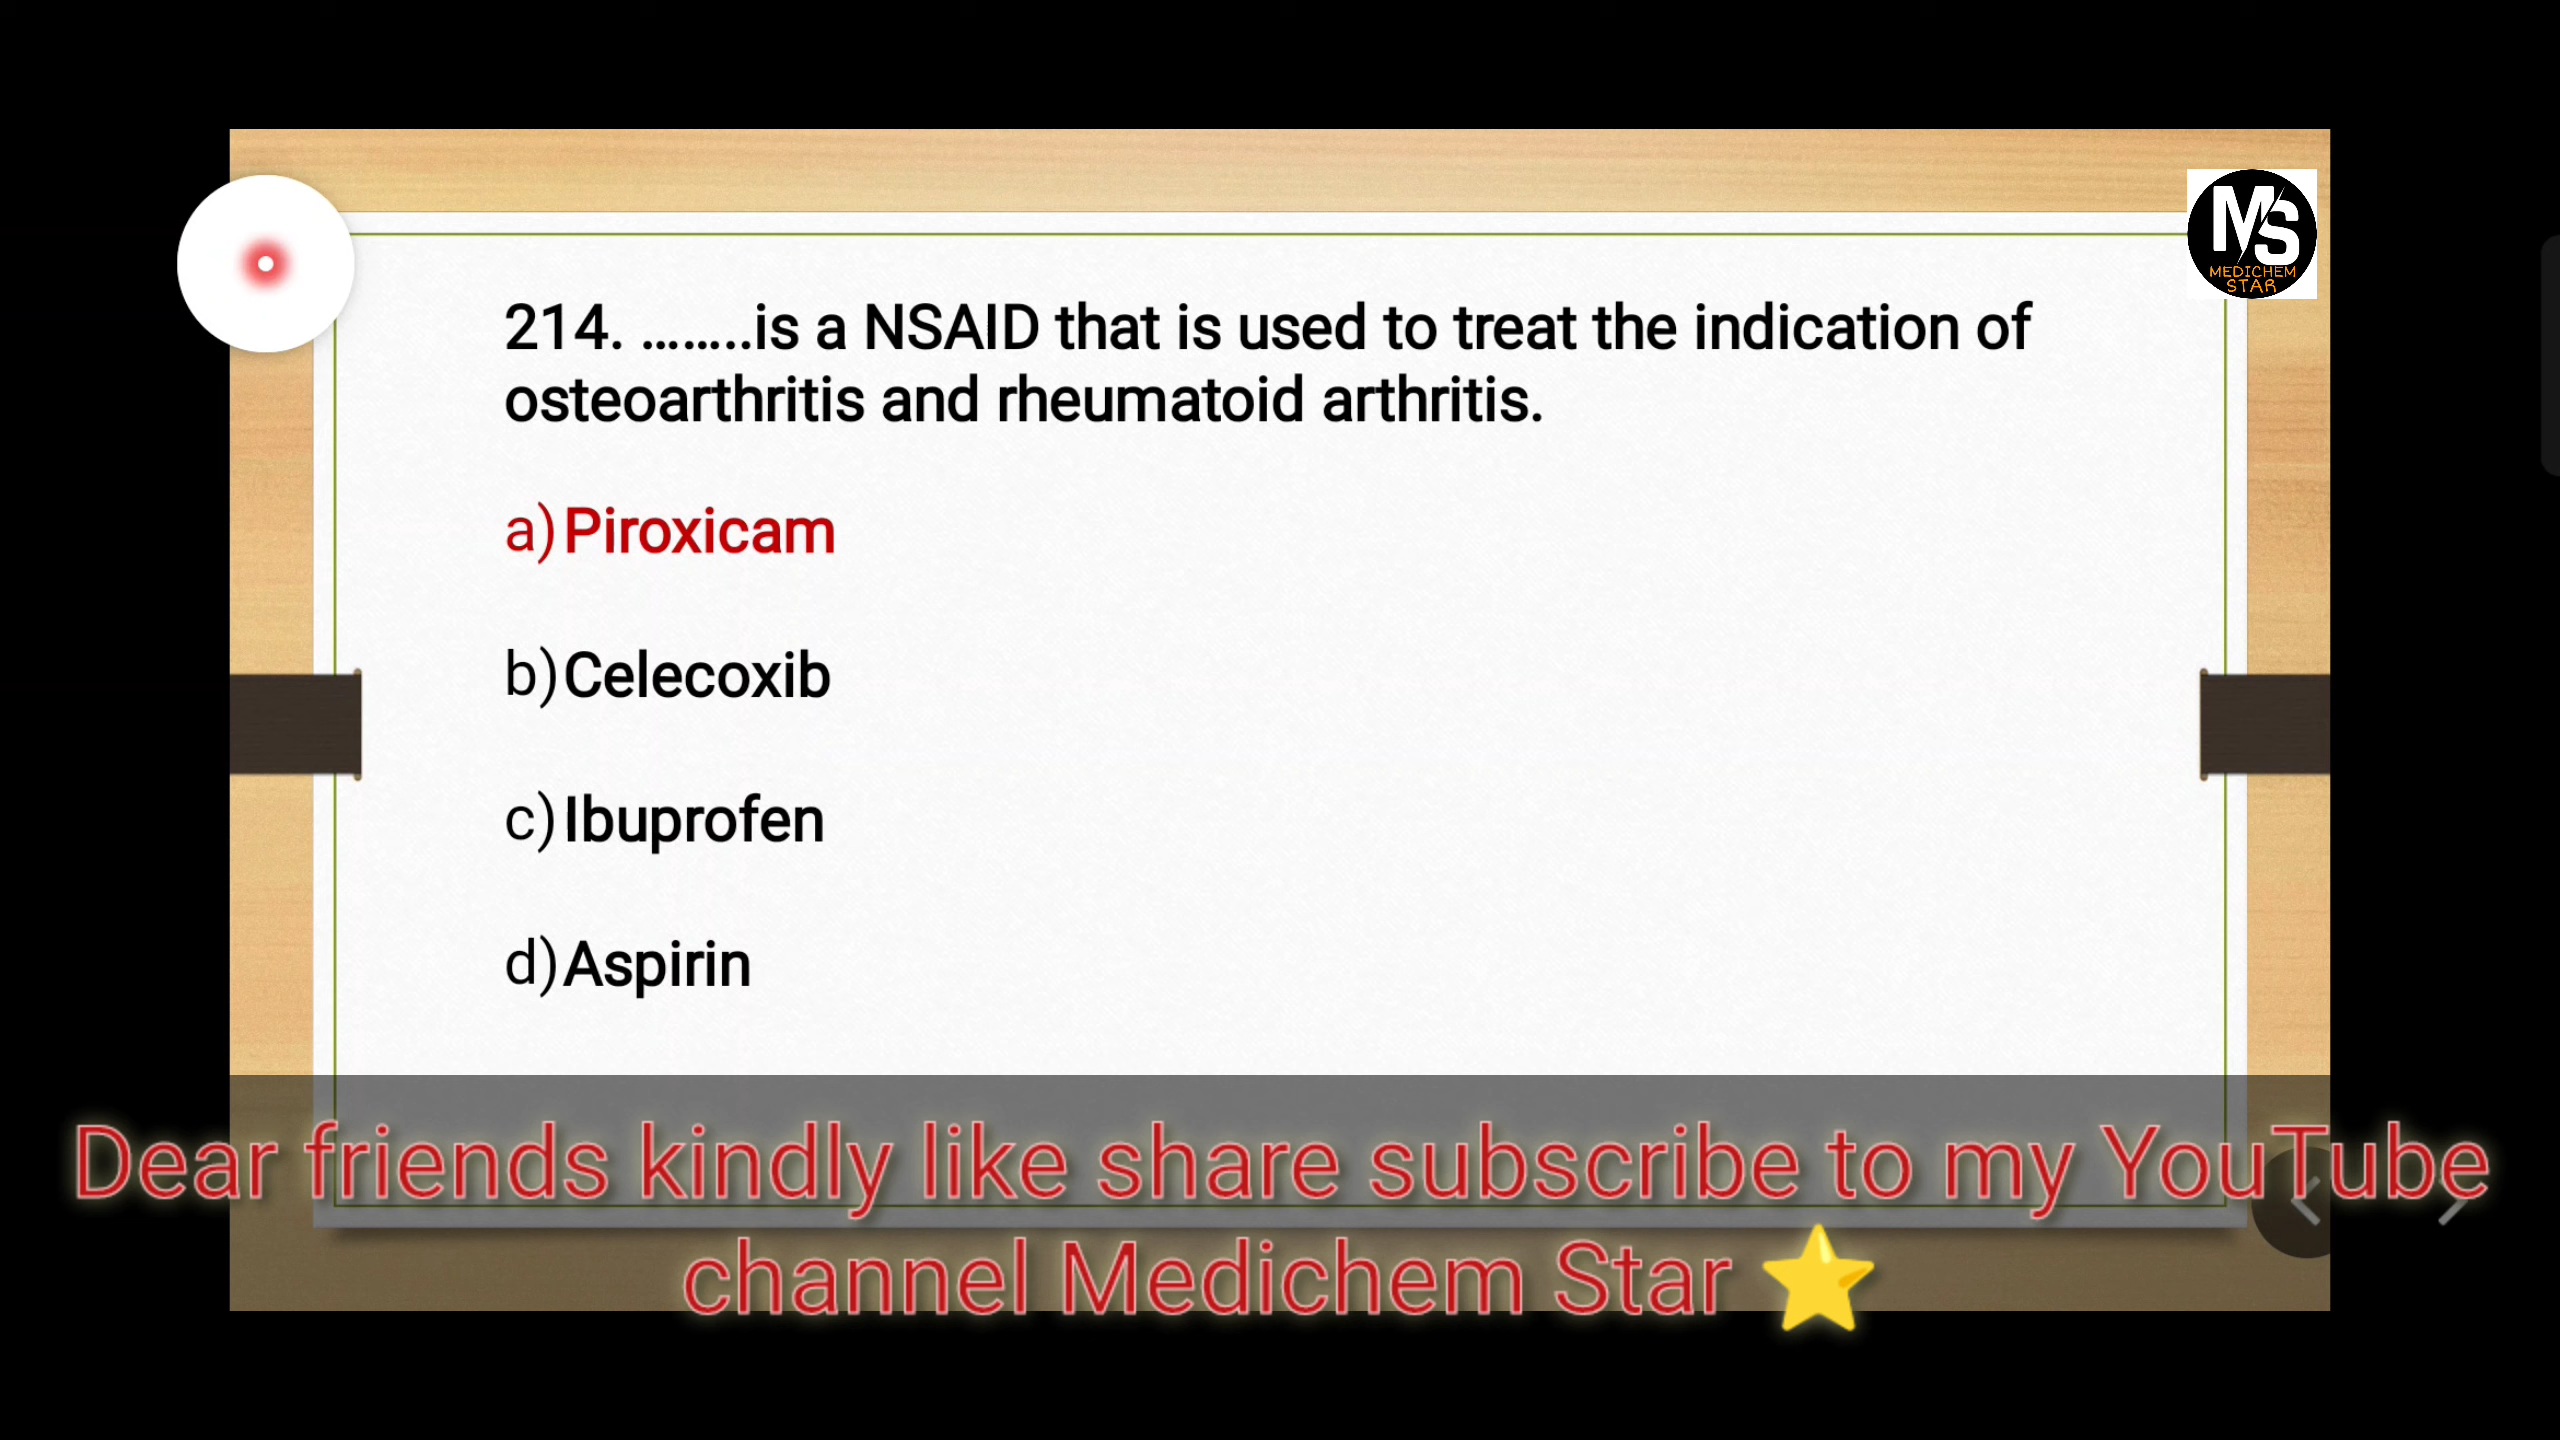 MS
MEDICHEM
STAR
214. ........is a NSAID that is used to treat the indication of
osteoarthritis and rheumatoid arthritis.
a) Piroxicam
b) Celecoxib
c) Ibuprofen
d) Aspirin
Dear friends kindly like share subscribe to my YouTube
channel Medichem Star ⭐